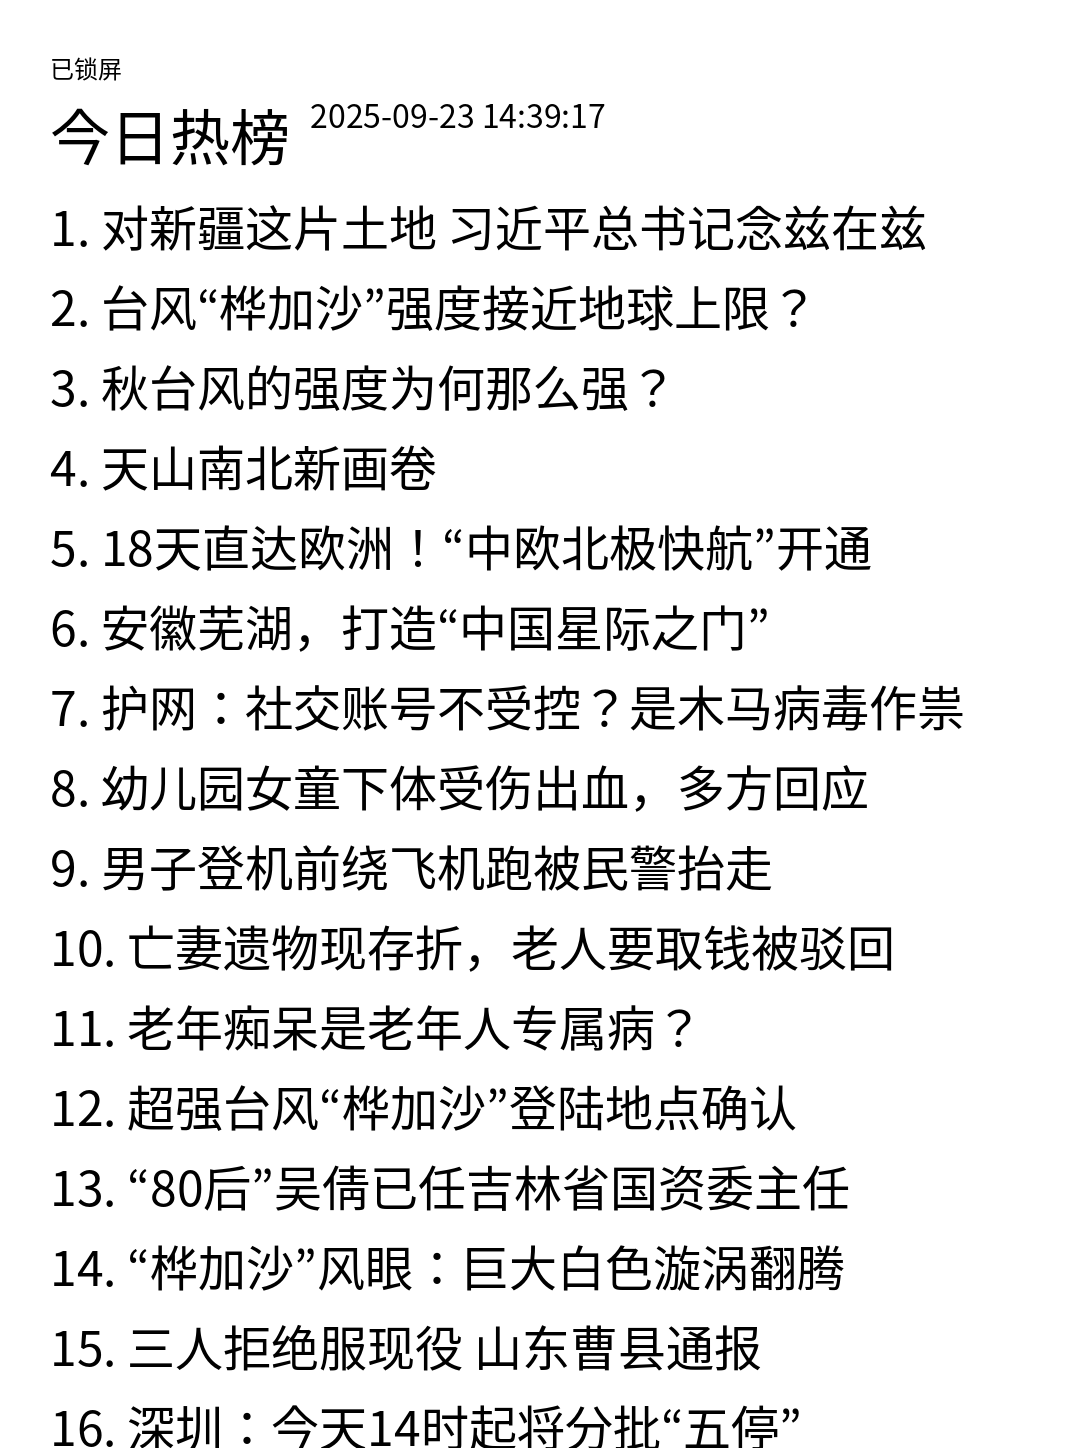 已锁屏
今日热榜 2025-09-23 14:39:17
1. 对新疆这片土地 习近平总书记念兹在兹
2. 台风“桦加沙”强度接近地球上限？
3. 秋台风的强度为何那么强？
4. 天山南北新画卷
5. 18天直达欧洲！“中欧北极快航”开通
6. 安徽芜湖，打造“中国星际之门”
7. 护网：社交账号不受控？是木马病毒作祟
8. 幼儿园女童下体受伤出血，多方回应
9. 男子登机前绕飞机跑被民警抬走
10. 亡妻遗物现存折，老人要取钱被驳回
11. 老年痴呆是老年人专属病？
12. 超强台风“桦加沙”登陆地点确认
13. “80后”吴倩已任吉林省国资委主任
14. “桦加沙”风眼：巨大白色漩涡翻腾
15. 三人拒绝服现役 山东曹县通报
16. 深圳：今天14时起将分批“五停”